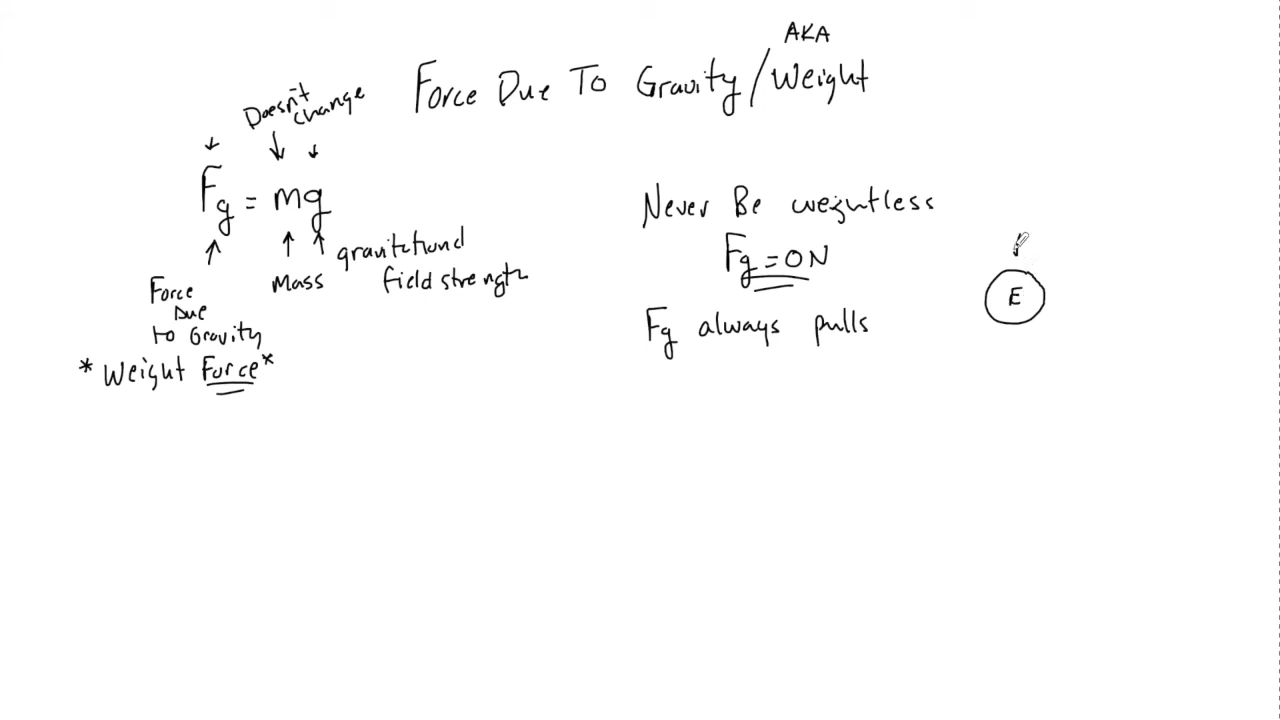 AKA
Force Due To Gravity/Weight
Doesn't
change
Fg = mg
Force
Due
to Gravity
*Weight Force*
Mass
gravitational
field strength
Never Be weightless
Fg = 0N
Fg always pulls
E